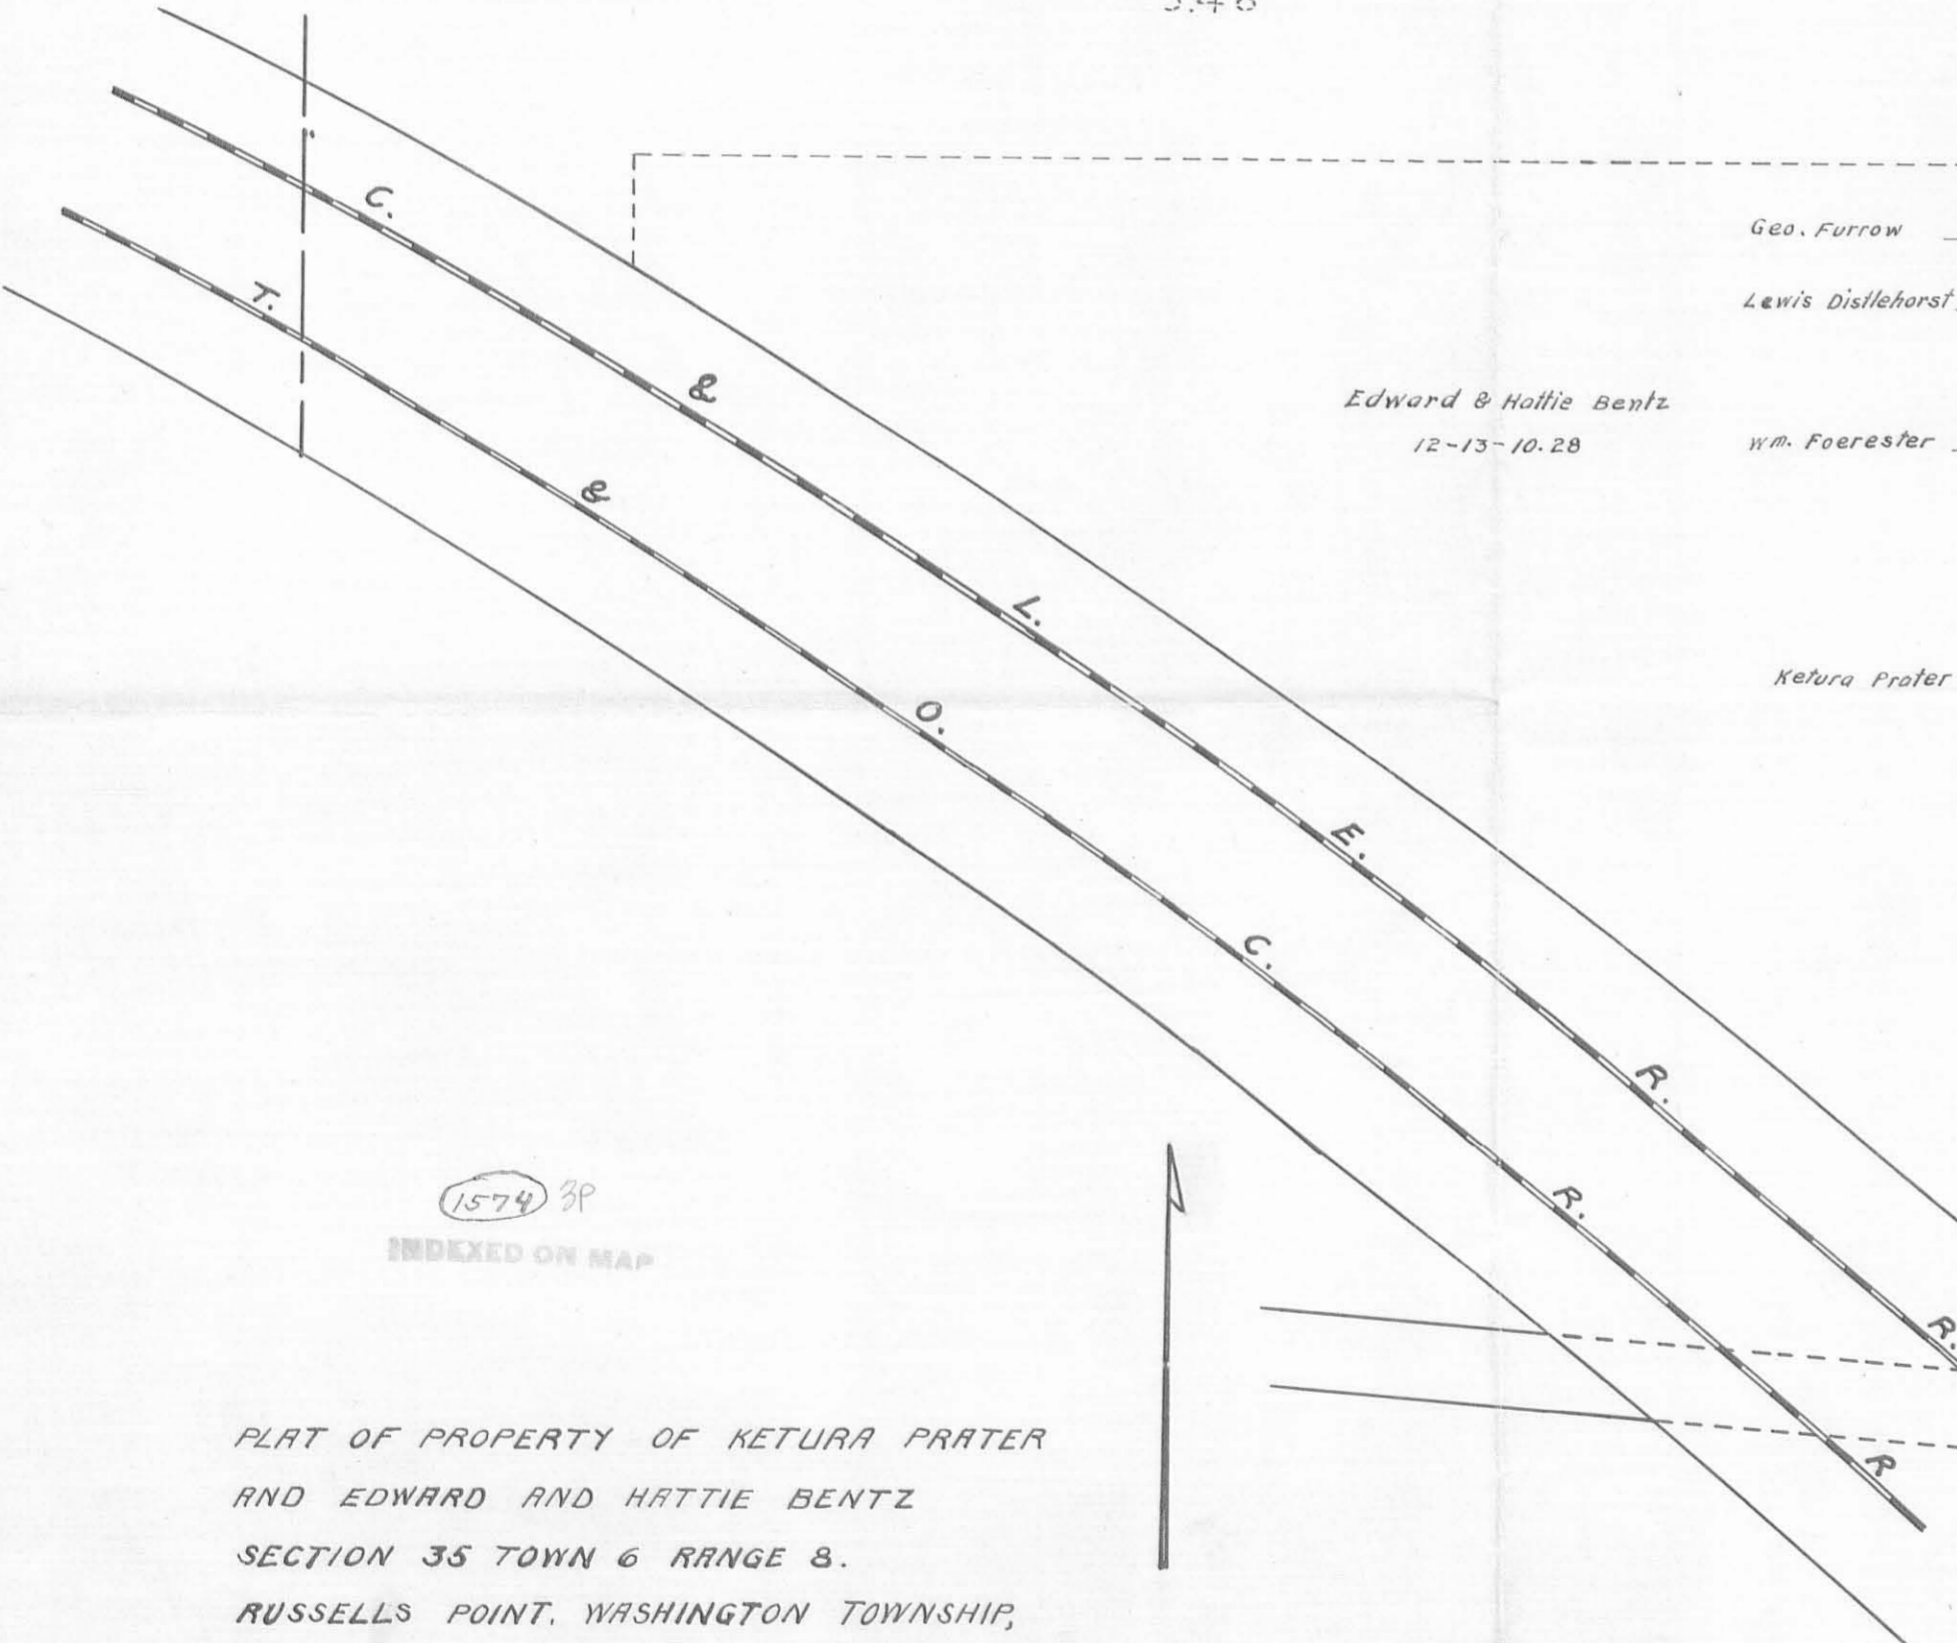 Geo. Furrow
Lewis Distlehorst
Edward & Hattie Bentz
12-13-10.28
Wm. Foerester
Ketura Prater
C. & L. E. R. R.
T. & O. C. R. R
1574 3P
INDEXED ON MAP
PLAT OF PROPERTY OF KETURA PRATER
AND EDWARD AND HATTIE BENTZ
SECTION 35 TOWN 6 RANGE 8.
RUSSELLS POINT. WASHINGTON TOWNSHIP,